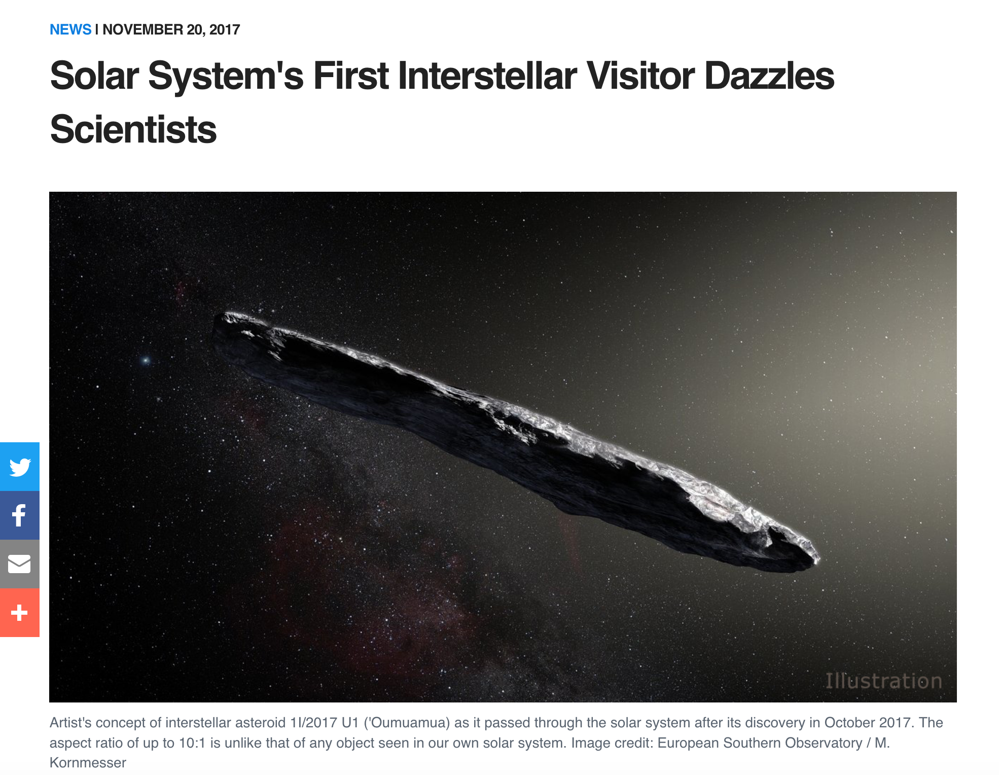 NEWS | NOVEMBER 20, 2017
Solar System's First Interstellar Visitor Dazzles
Scientists
Illustration
Artist's concept of interstellar asteroid 1I/2017 U1 ('Oumuamua) as it passed through the solar system after its discovery in October 2017. The
aspect ratio of up to 10:1 is unlike that of any object seen in our own solar system. Image credit: European Southern Observatory / M.
Kornmesser